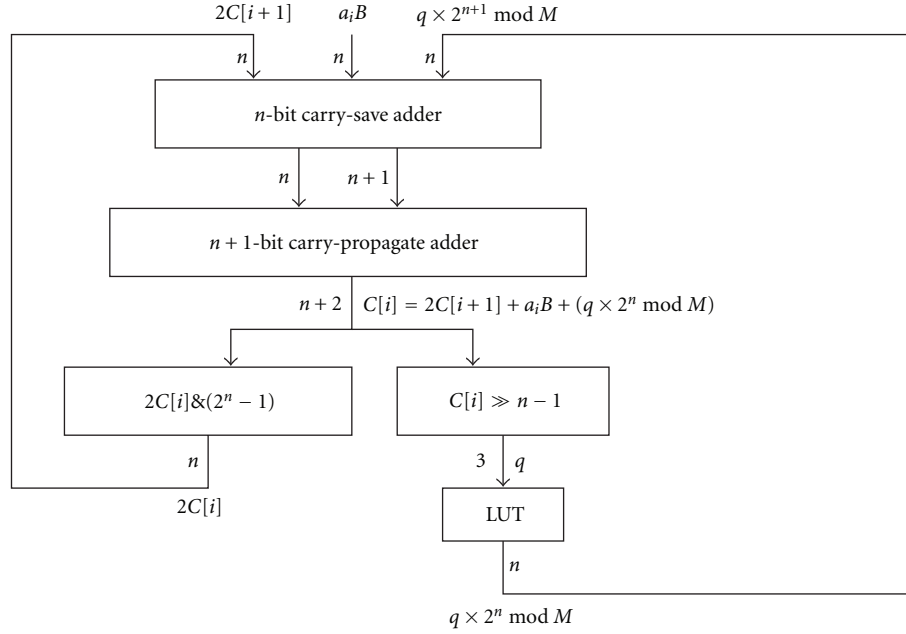 2C[i+1] aᵢB q × 2ⁿ⁺¹ mod M
n n n
n-bit carry-save adder
n n + 1
n + 1-bit carry-propagate adder
n + 2 C[i] = 2C[i+1] + aᵢB + (q × 2ⁿ mod M)
2C[i]&(2ⁿ − 1) C[i] ≫ n − 1
n 3 q
2C[i] LUT
n
q × 2ⁿ mod M